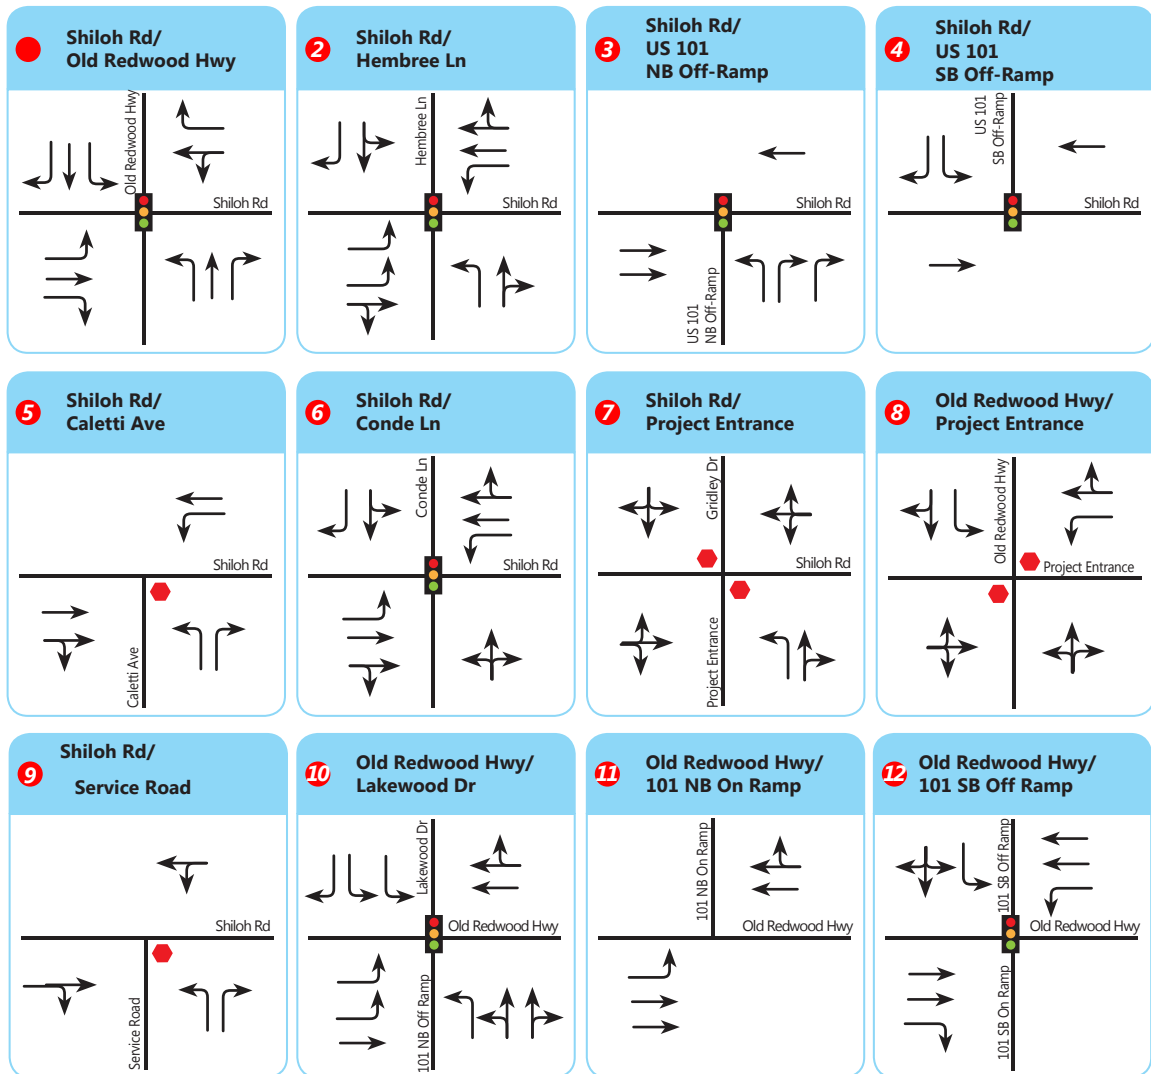 Shiloh Rd/
Old Redwood Hwy
Old Redwood Hwy
Shiloh Rd
2
Shiloh Rd/
Hembree Ln
Hembree Ln
Shiloh Rd
3
Shiloh Rd/
US 101
NB Off-Ramp
Shiloh Rd
US 101
NB Off-Ramp
4
Shiloh Rd/
US 101
SB Off-Ramp
US 101
SB Off-Ramp
Shiloh Rd
5
Shiloh Rd/
Caletti Ave
Shiloh Rd
Caletti Ave
6
Shiloh Rd/
Conde Ln
Conde Ln
Shiloh Rd
7
Shiloh Rd/
Project Entrance
Gridley Dr
Shiloh Rd
Project Entrance
8
Old Redwood Hwy/
Project Entrance
Old Redwood Hwy
Project Entrance
9
Shiloh Rd/
Service Road
Shiloh Rd
Service Road
10
Old Redwood Hwy/
Lakewood Dr
Lakewood Dr
Old Redwood Hwy
101 NB Off Ramp
11
Old Redwood Hwy/
101 NB On Ramp
101 NB On Ramp
Old Redwood Hwy
12
Old Redwood Hwy/
101 SB Off Ramp
101 SB Off Ramp
Old Redwood Hwy
101 SB On Ramp